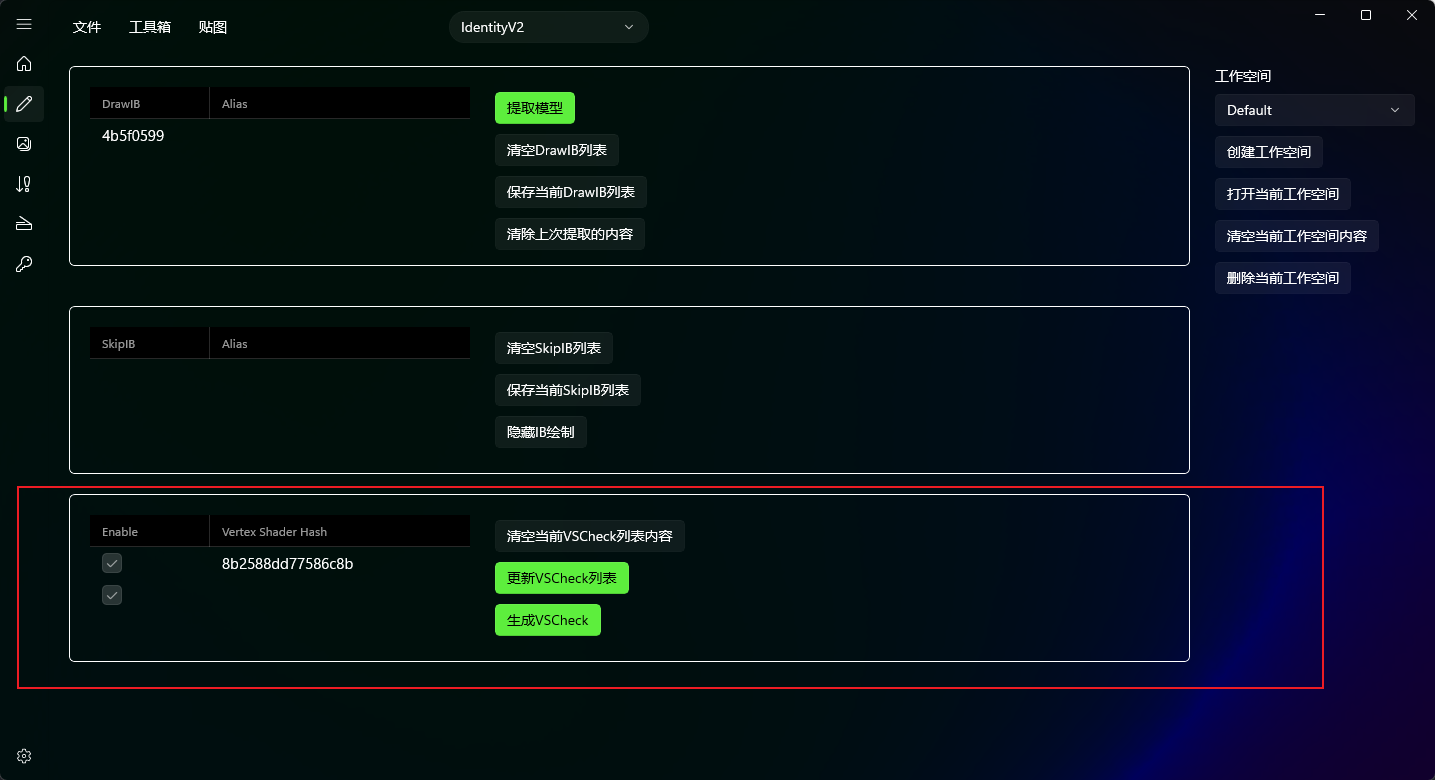 文件 工具箱 贴图 IdentityV2
工作空间
Default
创建工作空间
打开当前工作空间
清空当前工作空间内容
删除当前工作空间
DrawIB Alias
4b5f0599
提取模型
清空DrawIB列表
保存当前DrawIB列表
清除上次提取的内容
SkipIB Alias
清空SkipIB列表
保存当前SkipIB列表
隐藏IB绘制
Enable Vertex Shader Hash
8b2588dd77586c8b
清空当前VSCheck列表内容
更新VSCheck列表
生成VSCheck